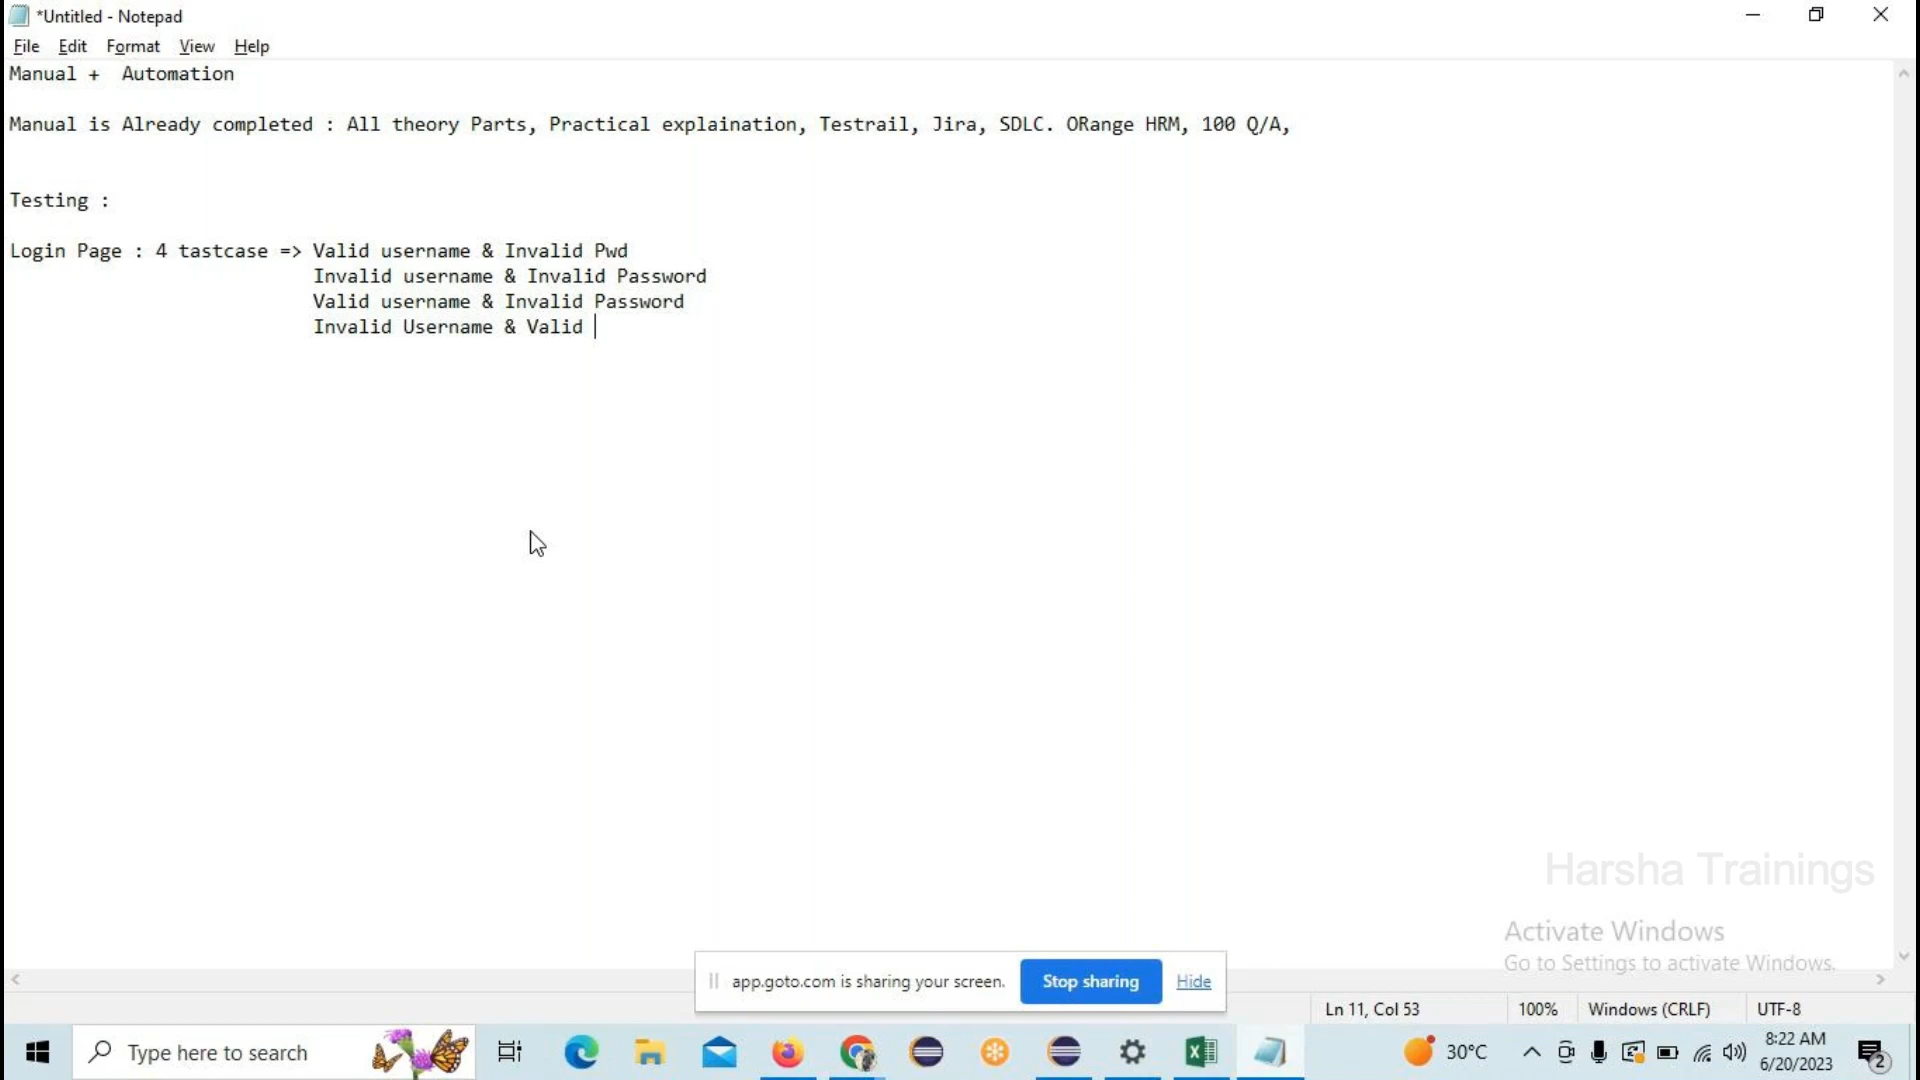 *Untitled - Notepad
File Edit Format View Help
Manual + Automation
Manual is Already completed : All theory Parts, Practical explaination, Testrail, Jira, SDLC. ORange HRM, 100 Q/A,
Testing :
Login Page : 4 tastcase => Valid username & Invalid Pwd
Invalid username & Invalid Password
Valid username & Invalid Password
Invalid Username & Valid
Harsha Trainings
Activate Windows
Go to Settings to activate Windows.
app.goto.com is sharing your screen. Stop sharing Hide
Ln 11, Col 53 100% Windows (CRLF) UTF-8
Type here to search
30°C
8:22 AM
6/20/2023
2